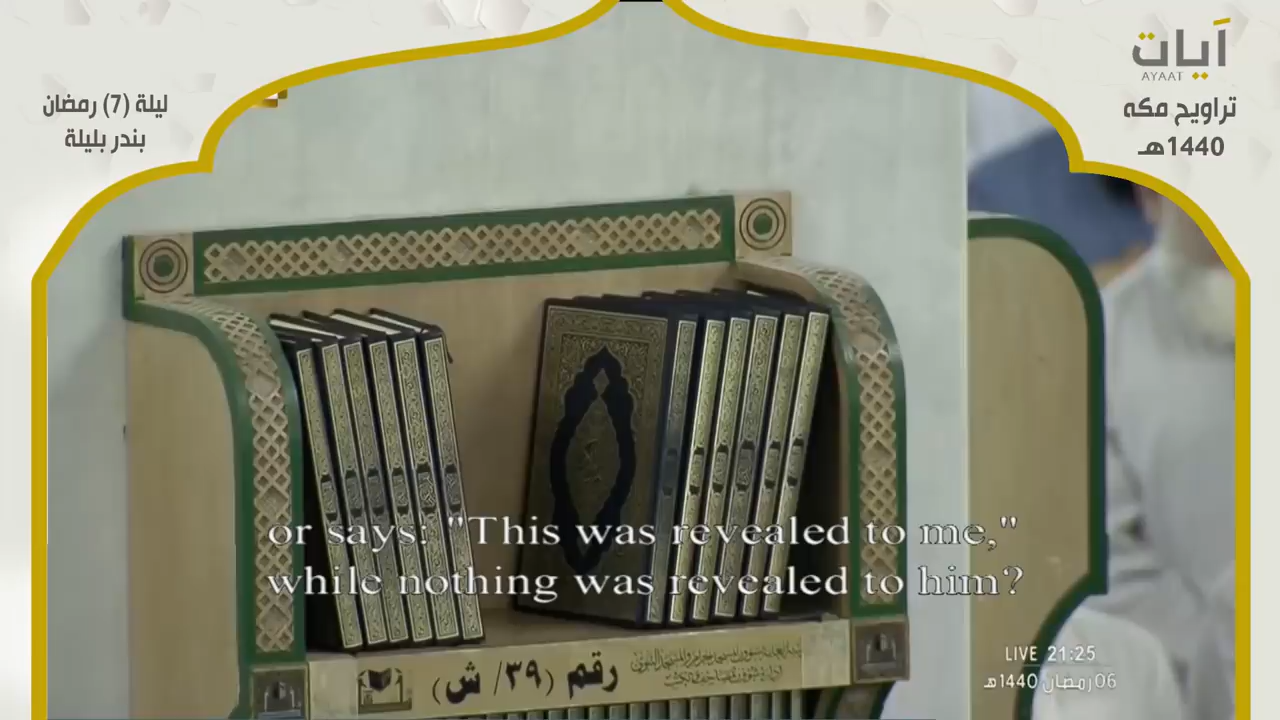 آيات
AYAAT
تراويح مكه
1440هـ
ليلة (7) رمضان
بندر بليلة
or says: "This was revealed to me,"
while nothing was revealed to him?
رقم (٣٩/ ش)
LIVE 21:25
06 رمضان 1440هـ